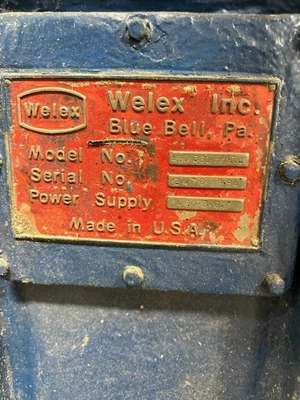 Welex
Welex Inc.
Blue Bell, Pa.
Model No.
Serial No
Power Supply
Made in U.S.A.